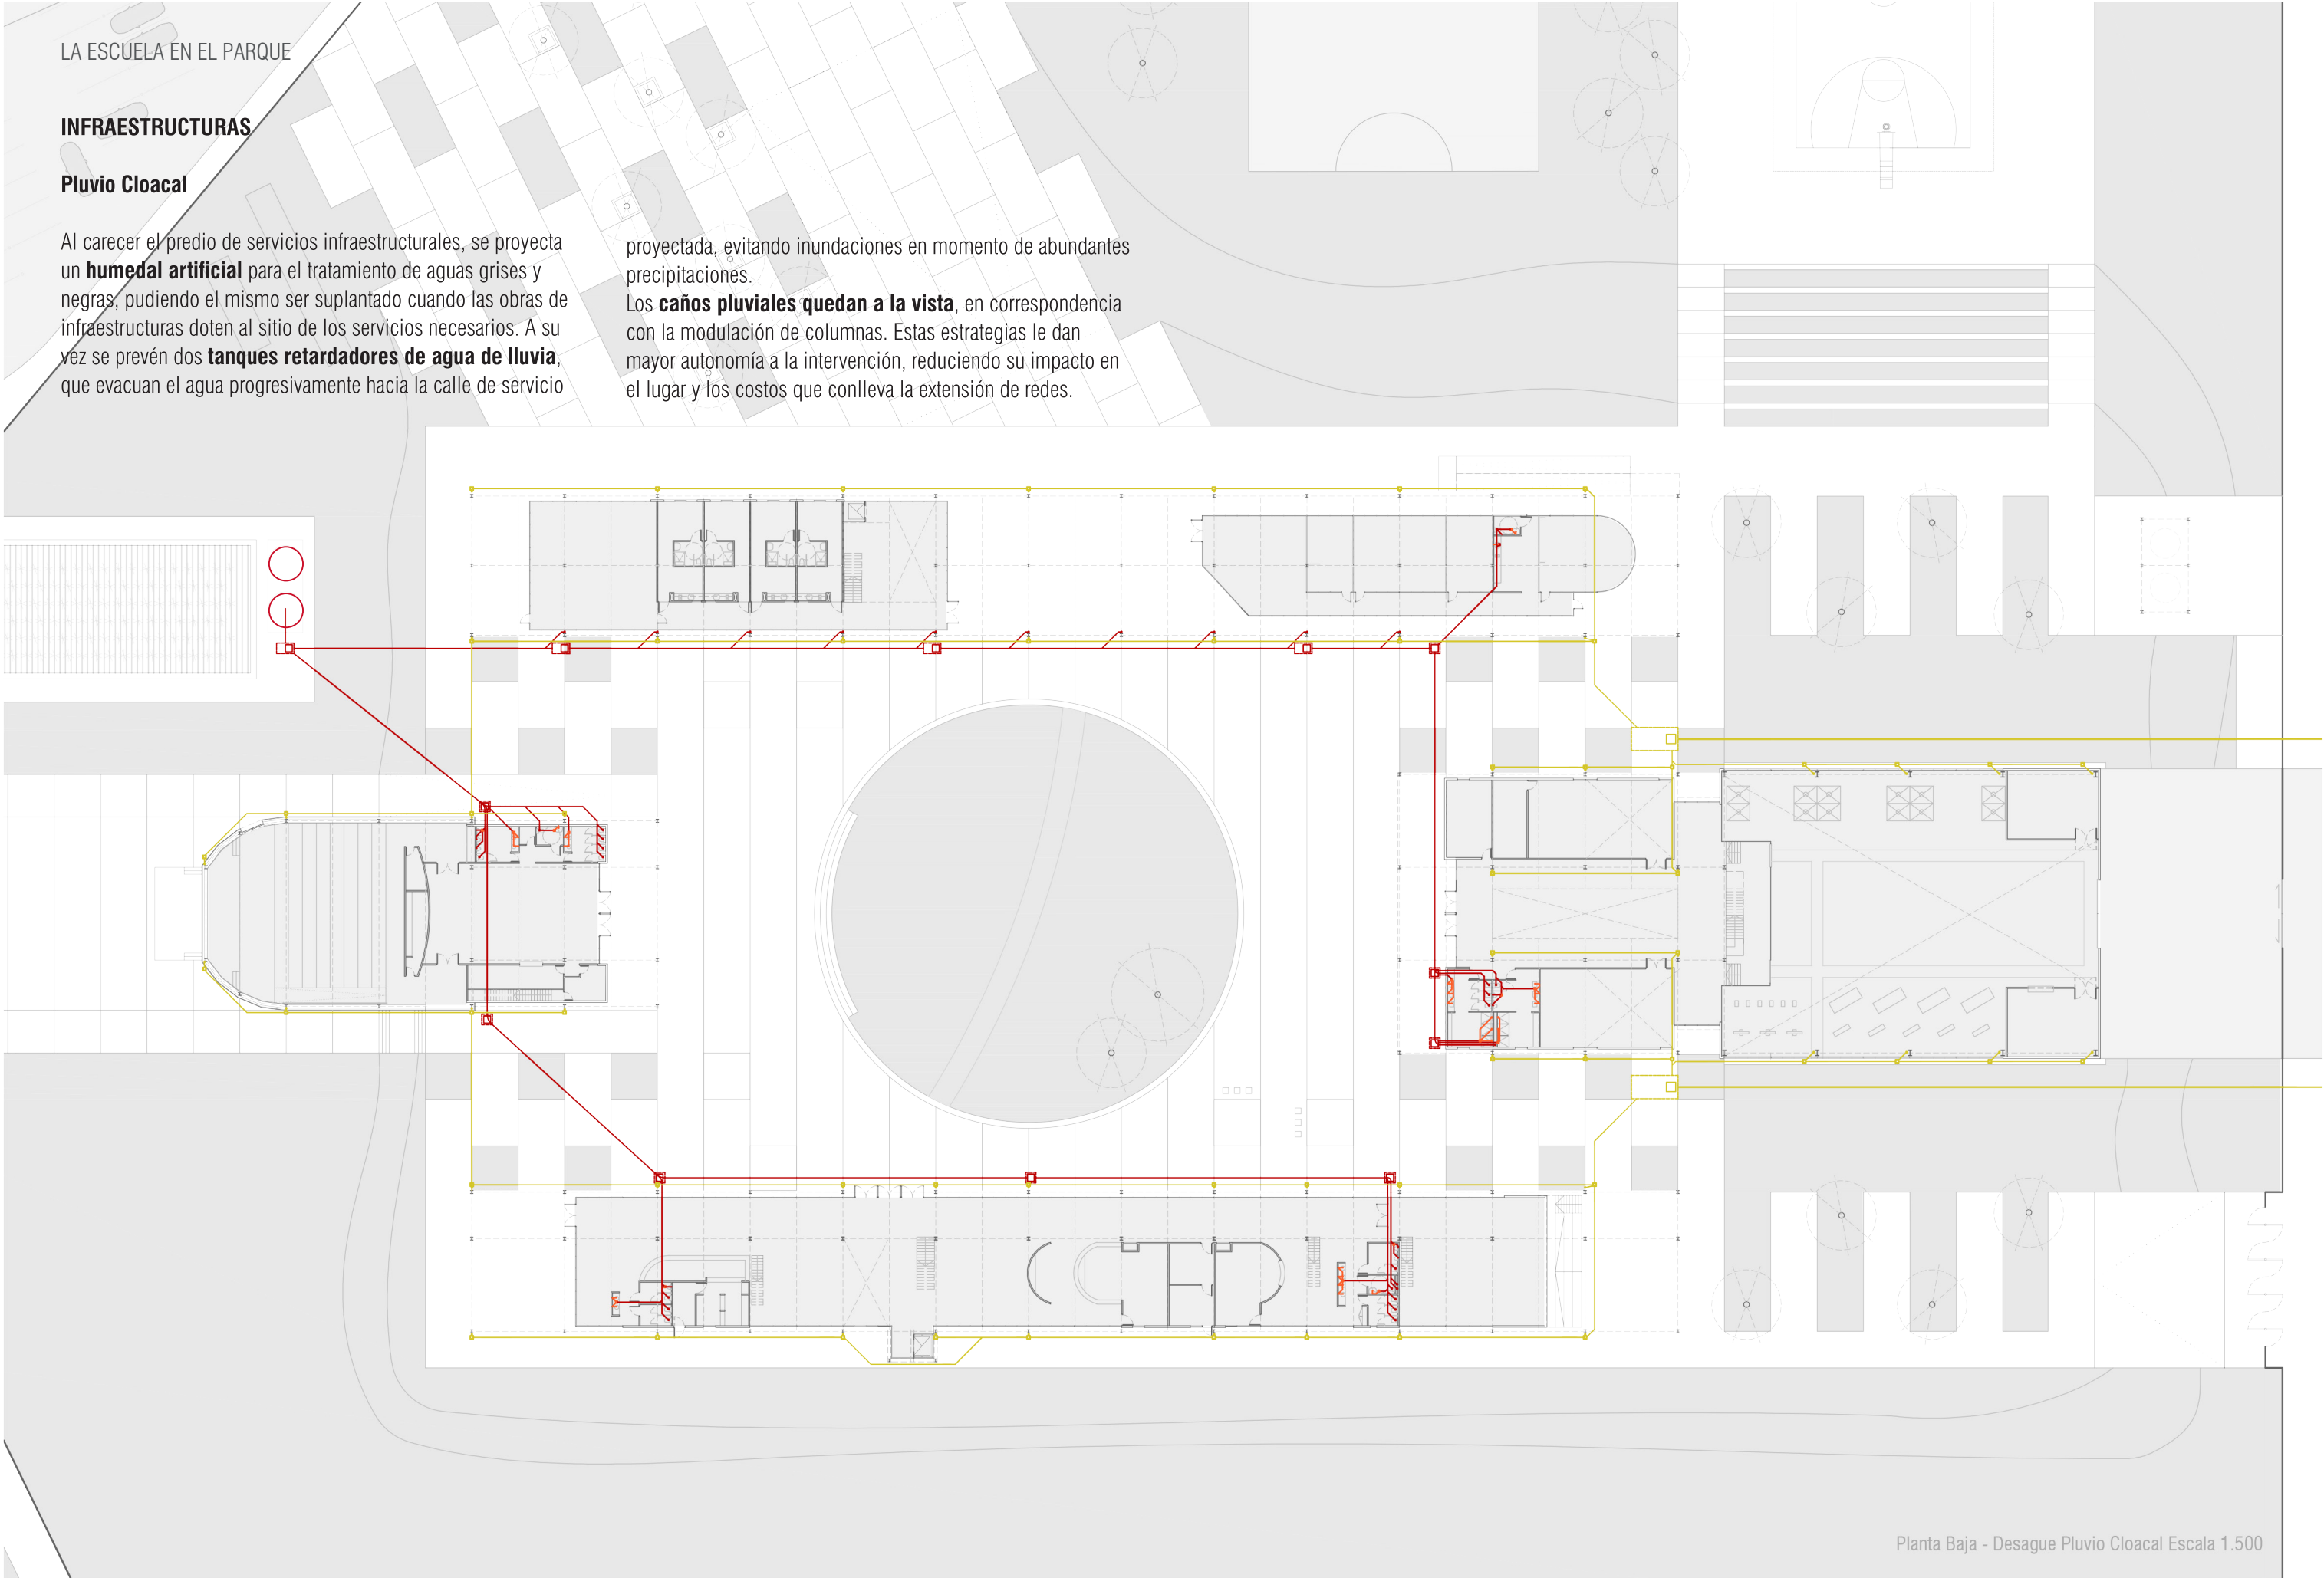 LA ESCUELA EN EL PARQUE
INFRAESTRUCTURAS
Pluvio Cloacal
Al carecer el predio de servicios infraestructurales, se proyecta
un humedal artificial para el tratamiento de aguas grises y
negras, pudiendo el mismo ser suplantado cuando las obras de
infraestructuras doten al sitio de los servicios necesarios. A su
vez se prevén dos tanques retardadores de agua de lluvia,
que evacuan el agua progresivamente hacia la calle de servicio
proyectada, evitando inundaciones en momento de abundantes
precipitaciones.
Los caños pluviales quedan a la vista, en correspondencia
con la modulación de columnas. Estas estrategias le dan
mayor autonomía a la intervención, reduciendo su impacto en
el lugar y los costos que conlleva la extensión de redes.
Planta Baja - Desague Pluvio Cloacal Escala 1.500